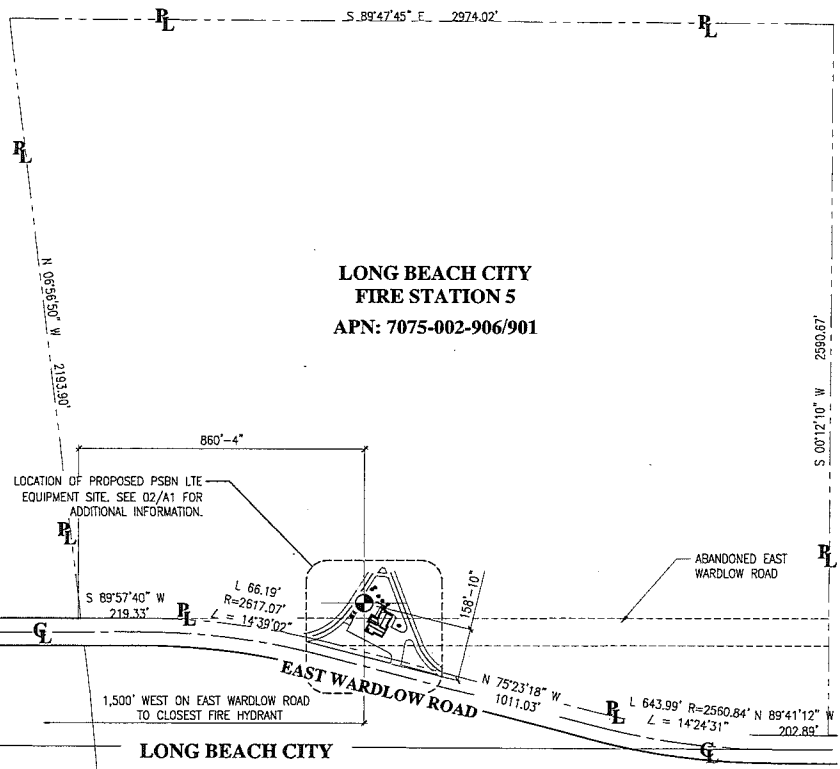 PL
S 89°47'45" E 2974.02'
PL
PL
N 06°56'50" W 2193.90'
LONG BEACH CITY
FIRE STATION 5
APN: 7075-002-906/901
S 00°12'10" W 2590.67'
860'-4"
LOCATION OF PROPOSED PSBN LTE
EQUIPMENT SITE. SEE 02/A1 FOR
ADDITIONAL INFORMATION.
PL
PL
ABANDONED EAST
WARDLOW ROAD
158'-10"
S 89°57'40" W
219.33'
PL
L 66.19'
R=2617.07'
∠ = 14°39'02"
CL
EAST WARDLOW ROAD
N 75°23'18" W
1011.03'
PL
L 643.99' R=2560.84'
∠ = 14°24'31"
N 89°41'12" W
202.89'
CL
1,500' WEST ON EAST WARDLOW ROAD
TO CLOSEST FIRE HYDRANT
LONG BEACH CITY